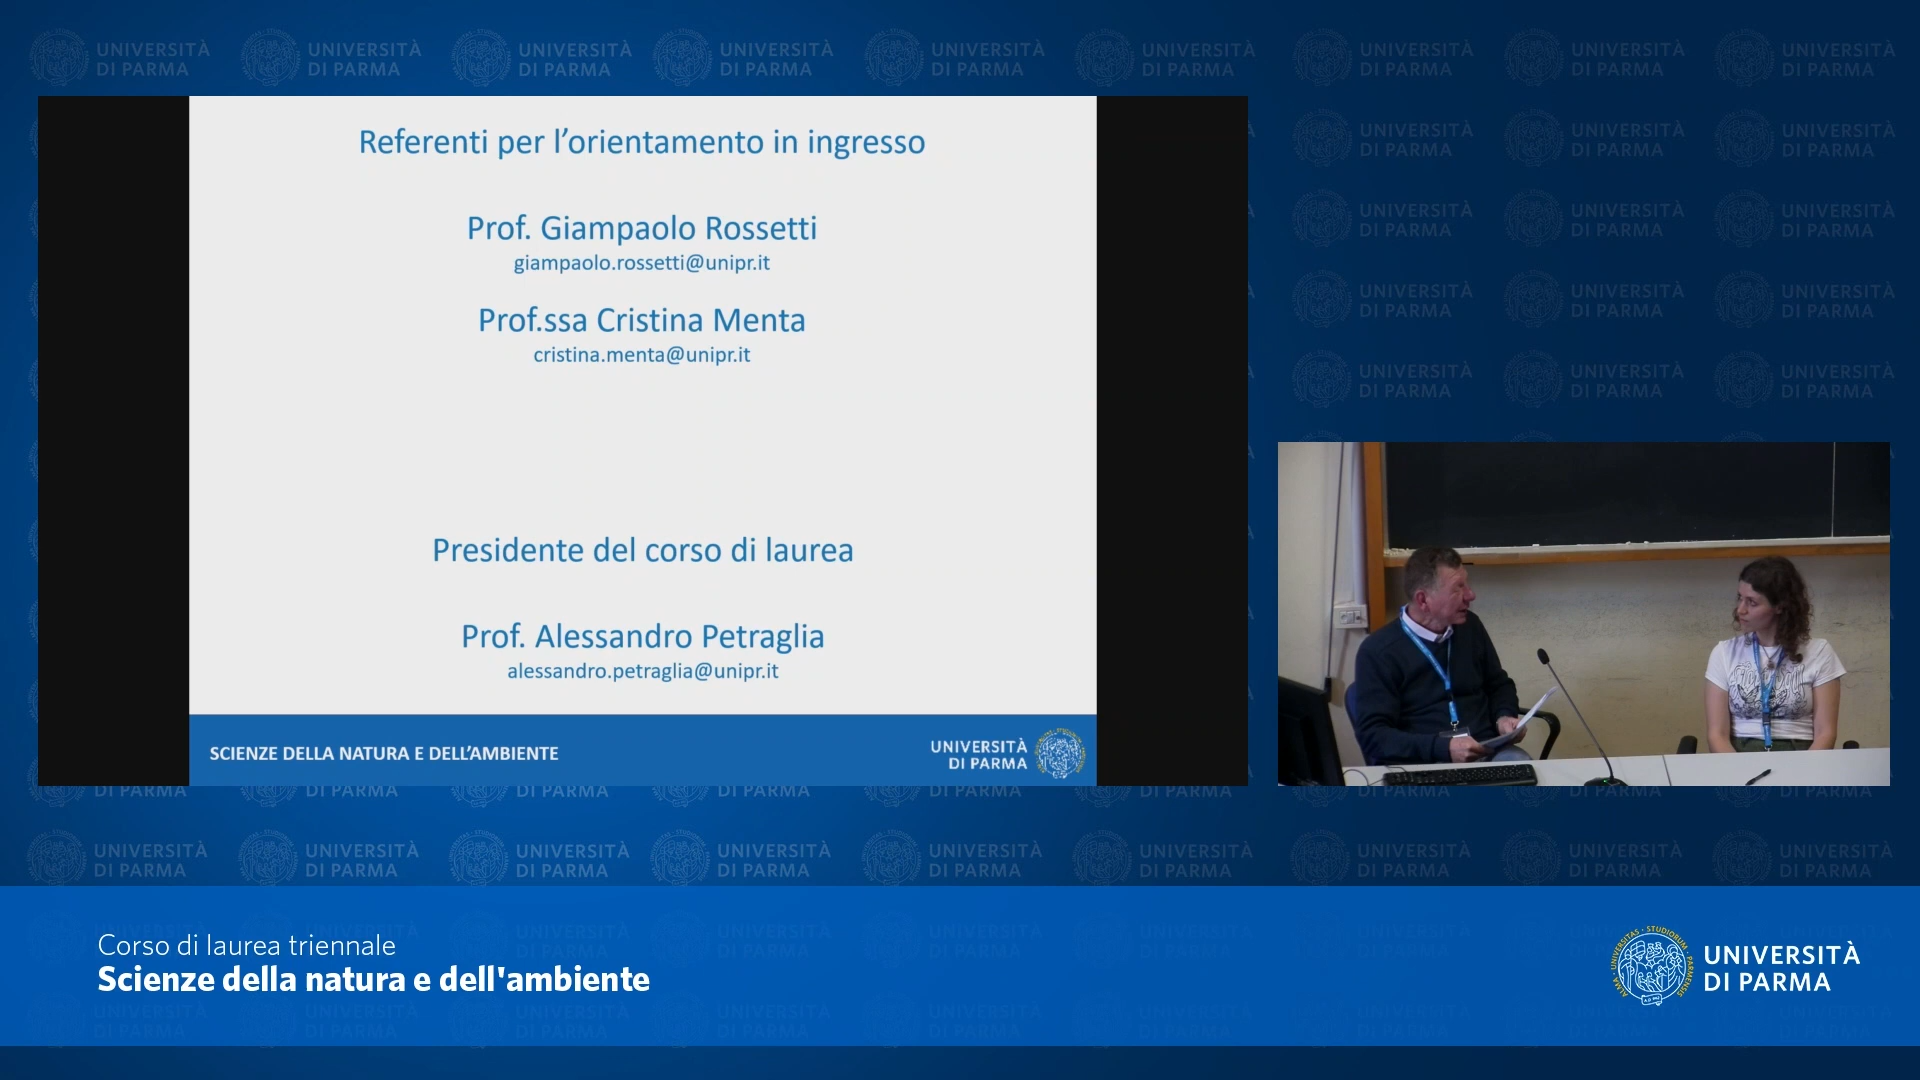 Referenti per l’orientamento in ingresso
Prof. Giampaolo Rossetti
giampaolo.rossetti@unipr.it
Prof.ssa Cristina Menta
cristina.menta@unipr.it
Presidente del corso di laurea
Prof. Alessandro Petraglia
alessandro.petraglia@unipr.it
SCIENZE DELLA NATURA E DELL’AMBIENTE
UNIVERSITÀ
DI PARMA
Corso di laurea triennale
Scienze della natura e dell'ambiente
UNIVERSITÀ
DI PARMA